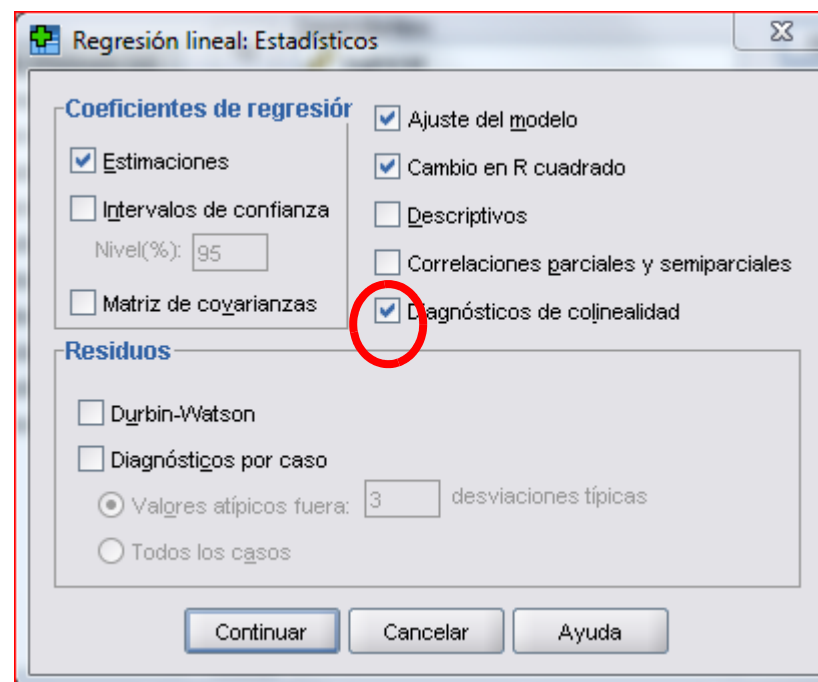 Regresión lineal: Estadísticos
Coeficientes de regresiór
Estimaciones
Intervalos de confianza
Nivel(%): 95
Matriz de covarianzas
Ajuste del modelo
Cambio en R cuadrado
Descriptivos
Correlaciones parciales y semiparciales
Diagnósticos de colinealidad
Residuos
Durbin-Watson
Diagnósticos por caso
Valores atípicos fuera: 3 desviaciones típicas
Todos los casos
Continuar Cancelar Ayuda